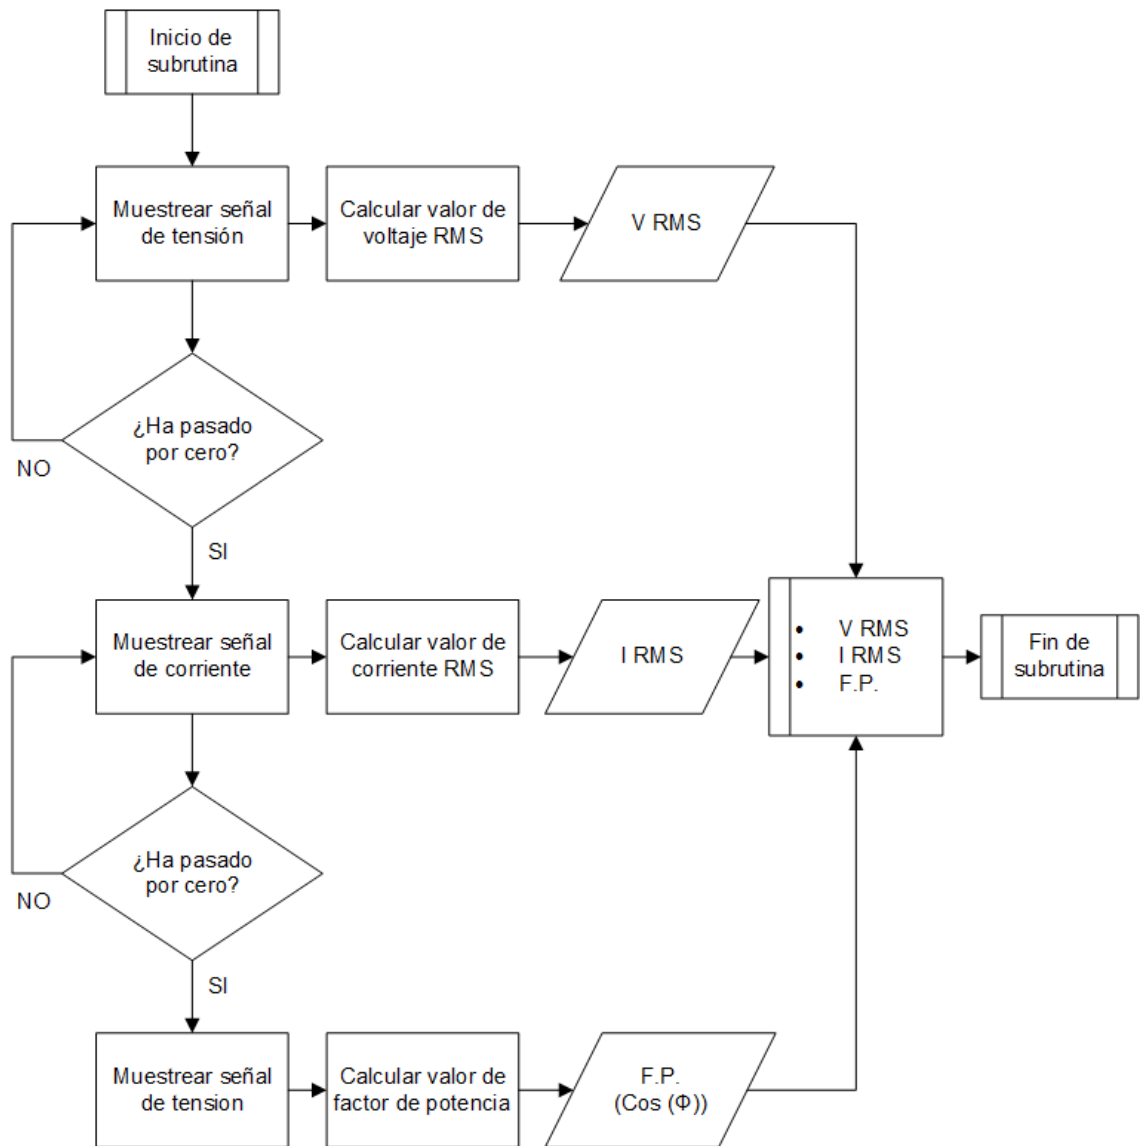 Inicio de
subrutina
Muestrear señal
de tensión
Calcular valor de
voltaje RMS
V RMS
¿Ha pasado
por cero?
NO
SI
Muestrear señal
de corriente
Calcular valor de
corriente RMS
I RMS
• V RMS
• I RMS
• F.P.
Fin de
subrutina
¿Ha pasado
por cero?
NO
SI
Muestrear señal
de tension
Calcular valor de
factor de potencia
F.P.
(Cos (Φ))